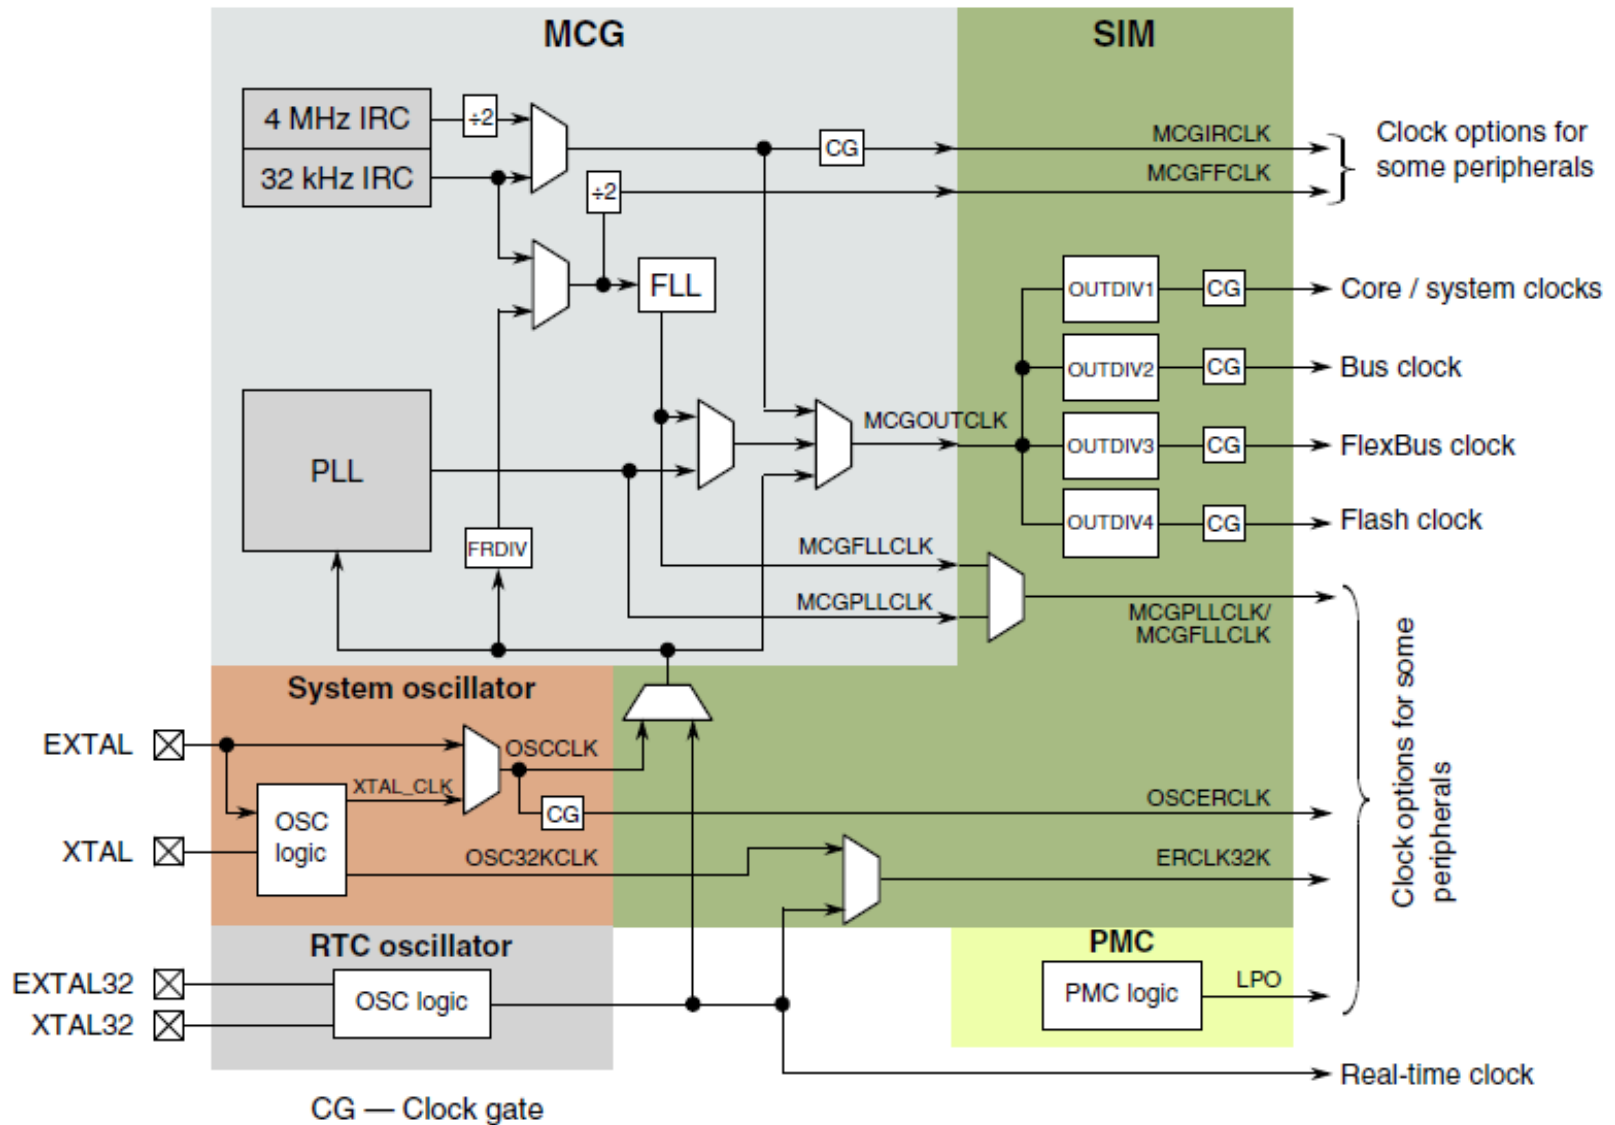 MCG
SIM
4 MHz IRC
÷2
32 kHz IRC
÷2
CG
MCGIRCLK
MCGFFCLK
Clock options for
some peripherals
FLL
OUTDIV1
CG
Core / system clocks
OUTDIV2
CG
Bus clock
PLL
MCGOUTCLK
OUTDIV3
CG
FlexBus clock
OUTDIV4
CG
Flash clock
FRDIV
MCGFLLCLK
MCGPLLCLK
MCGPLLCLK/
MCGFLLCLK
Clock options for some
peripherals
System oscillator
EXTAL
OSCCLK
XTAL_CLK
CG
OSCERCLK
XTAL
OSC
logic
OSC32KCLK
ERCLK32K
RTC oscillator
PMC
EXTAL32
XTAL32
OSC logic
PMC logic
LPO
Real-time clock
CG — Clock gate